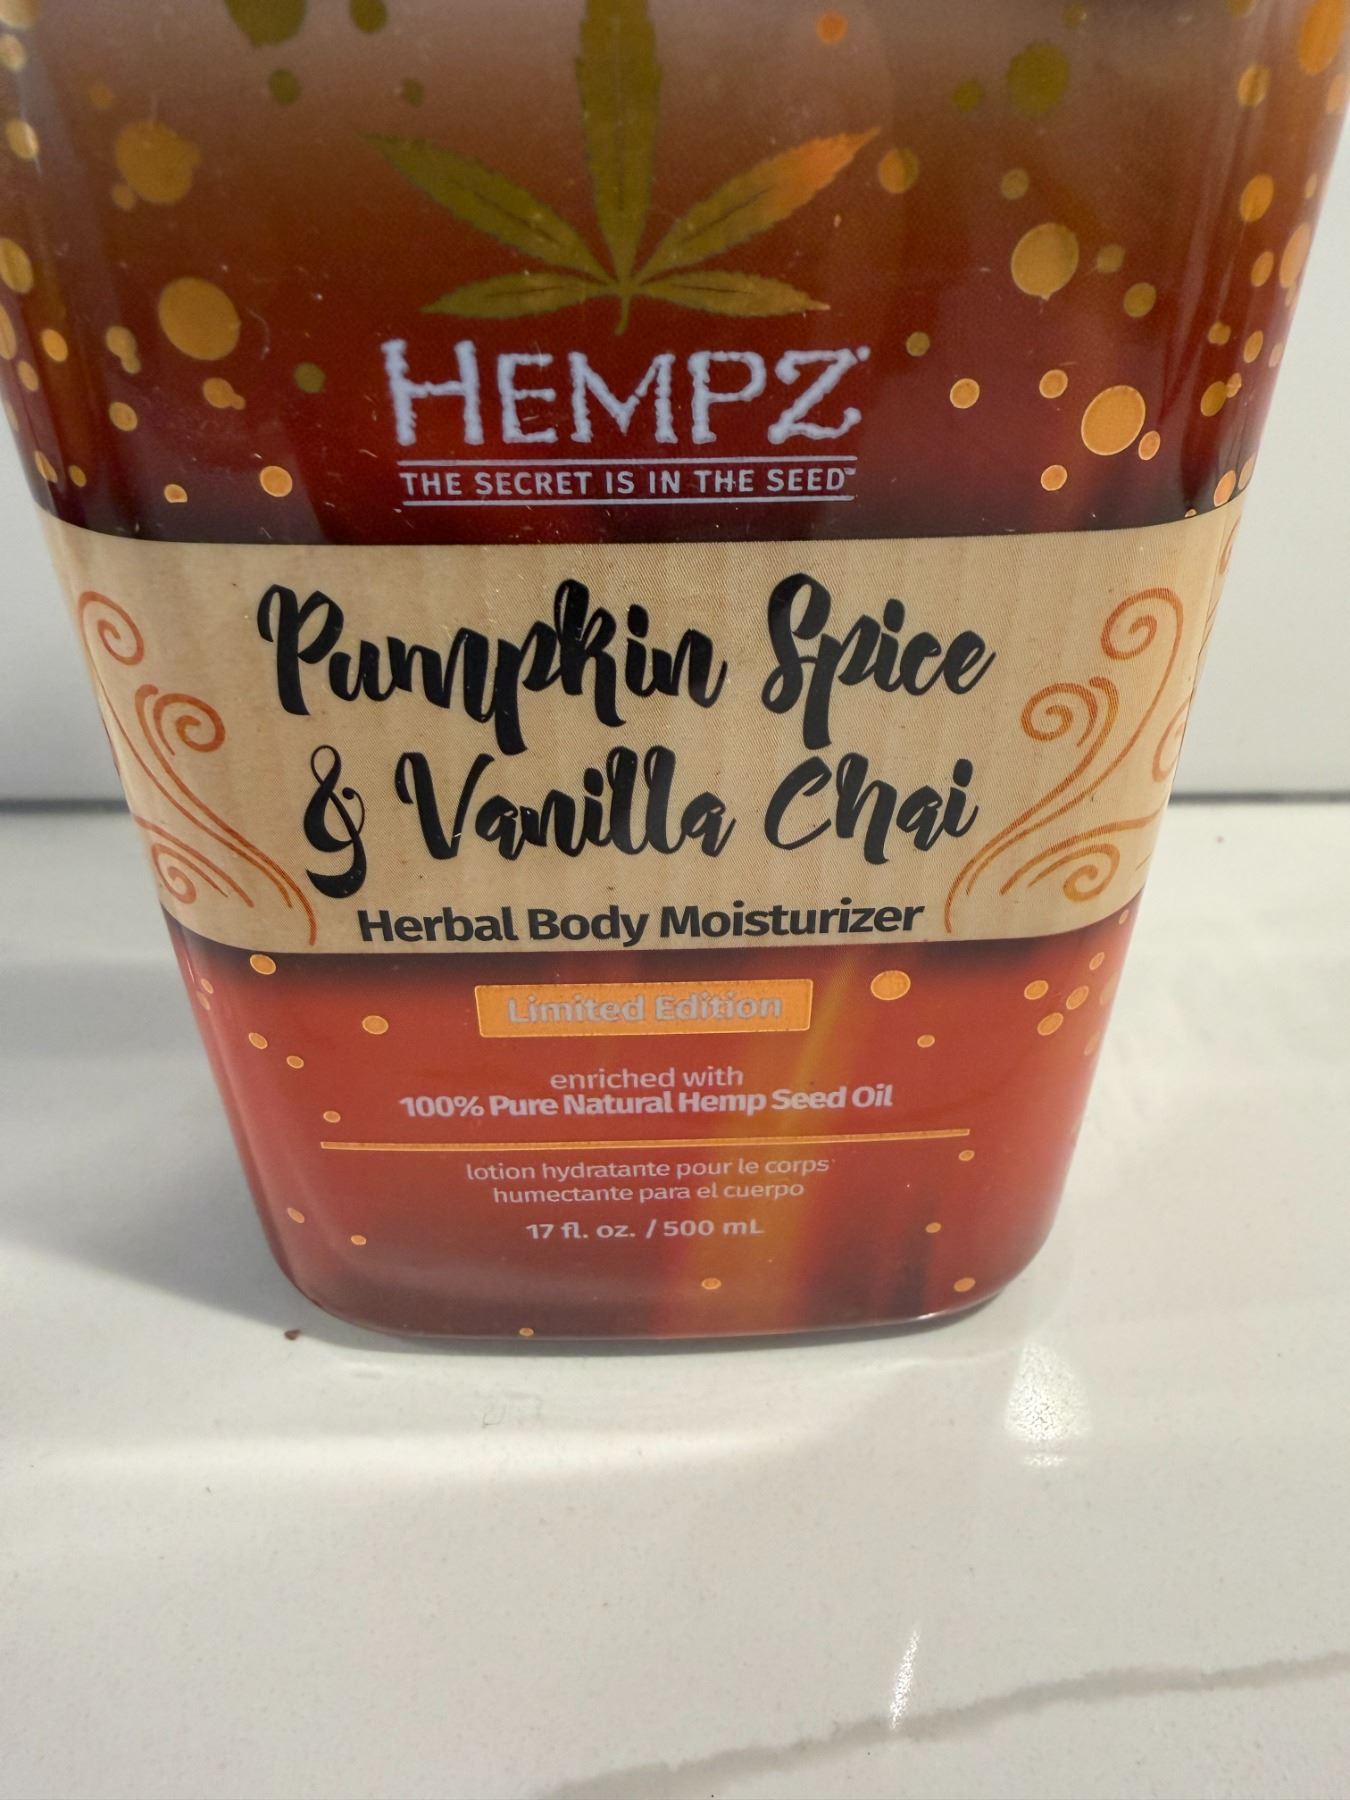 HEMPZ®
THE SECRET IS IN THE SEED™
Pumpkin Spice
& Vanilla Chai
Herbal Body Moisturizer
Limited Edition
enriched with
100% Pure Natural Hemp Seed Oil
lotion hydratante pour le corps
humectante para el cuerpo
17 fl. oz. / 500 mL